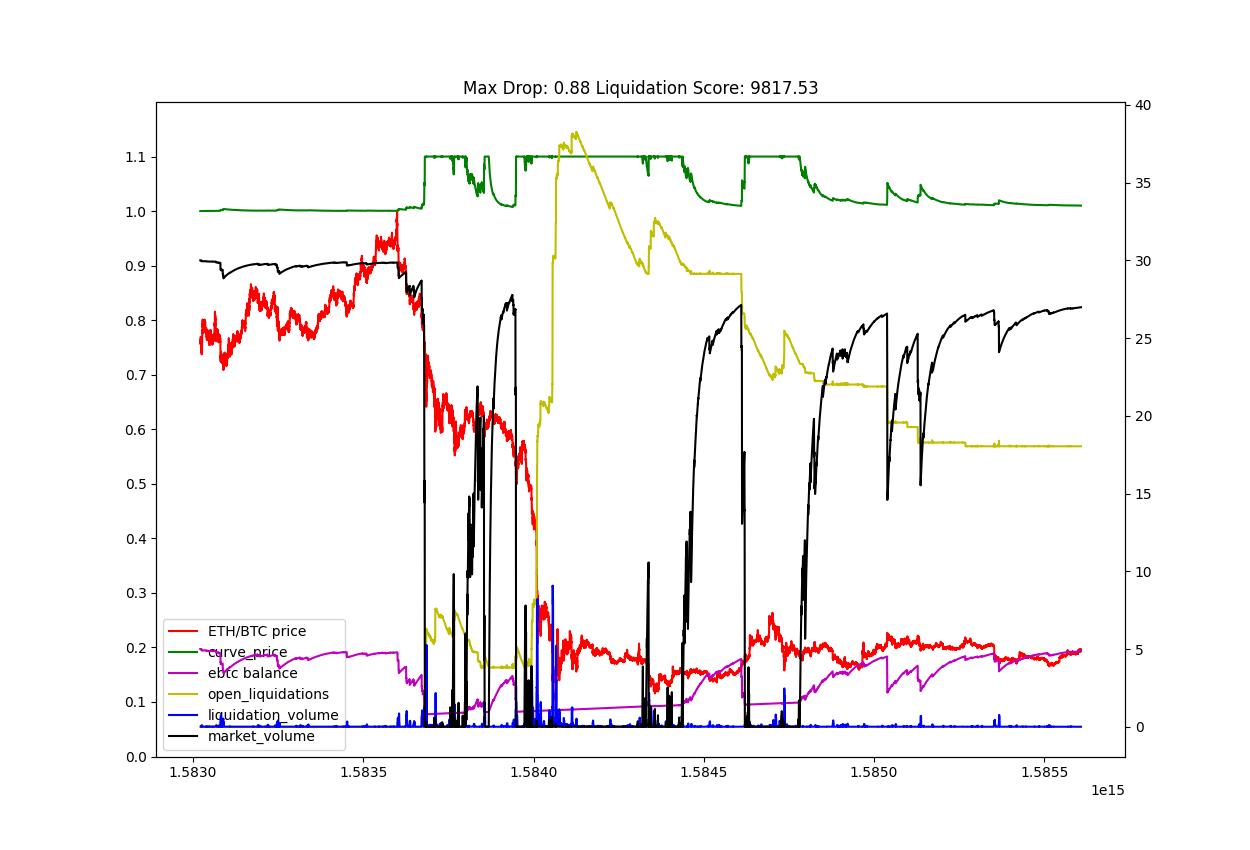 Max Drop: 0.88 Liquidation Score: 9817.53
1.1
1.0
0.9
0.8
0.7
0.6
0.5
0.4
0.3
0.2
0.1
0.0
40
35
30
25
20
15
10
5
0
ETH/BTC price
curve_price
ebtc balance
open_liquidations
liquidation_volume
market_volume
1.5830 1.5835 1.5840 1.5845 1.5850 1.5855
1e15